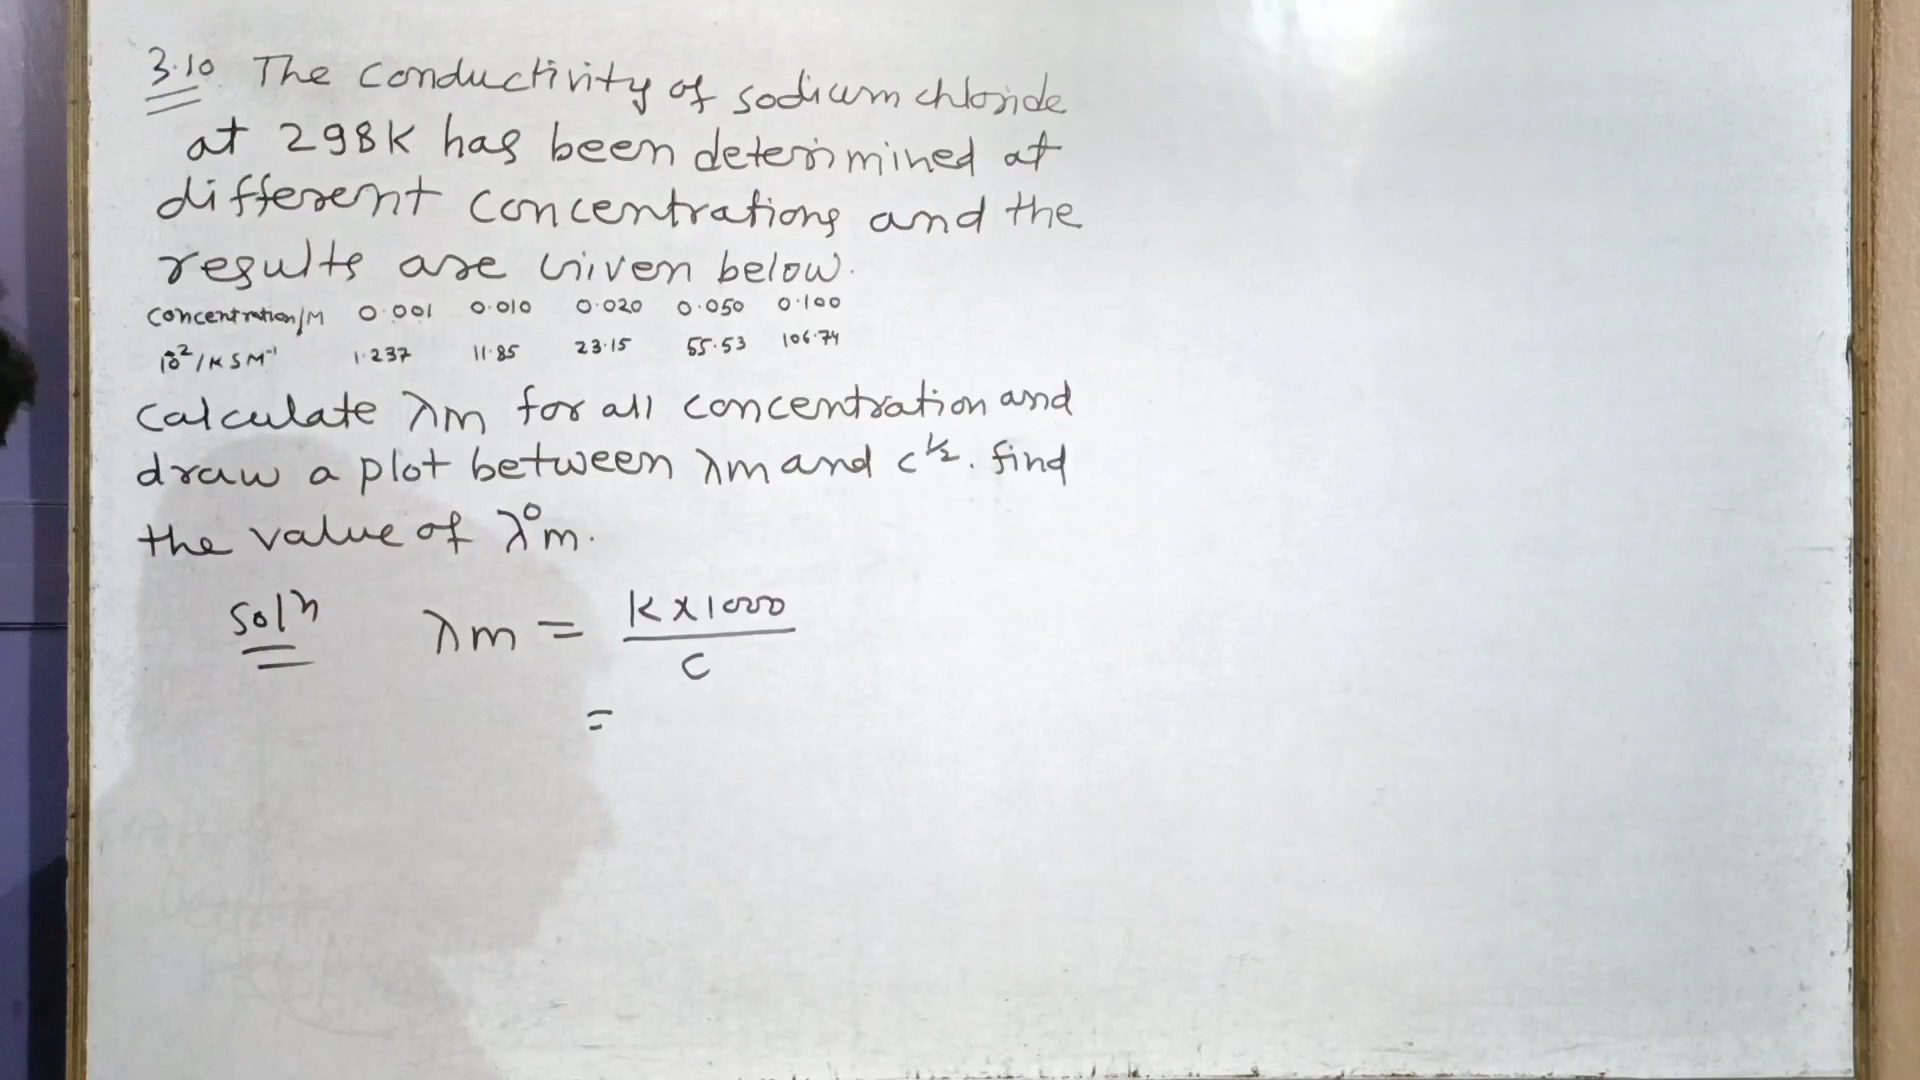 3.10 The conductivity of sodium chloride
at 298K has been determined at
different concentrations and the
results are Given below.
Concentration/M 0.001 0.010 0.020 0.050 0.100
10²/K S M⁻¹ 1.237 11.85 23.15 55.53 106.74
Calculate λm for all concentration and
draw a plot between λm and c½. find
the value of λ°m.
Solⁿ λm = K×1000
c
=